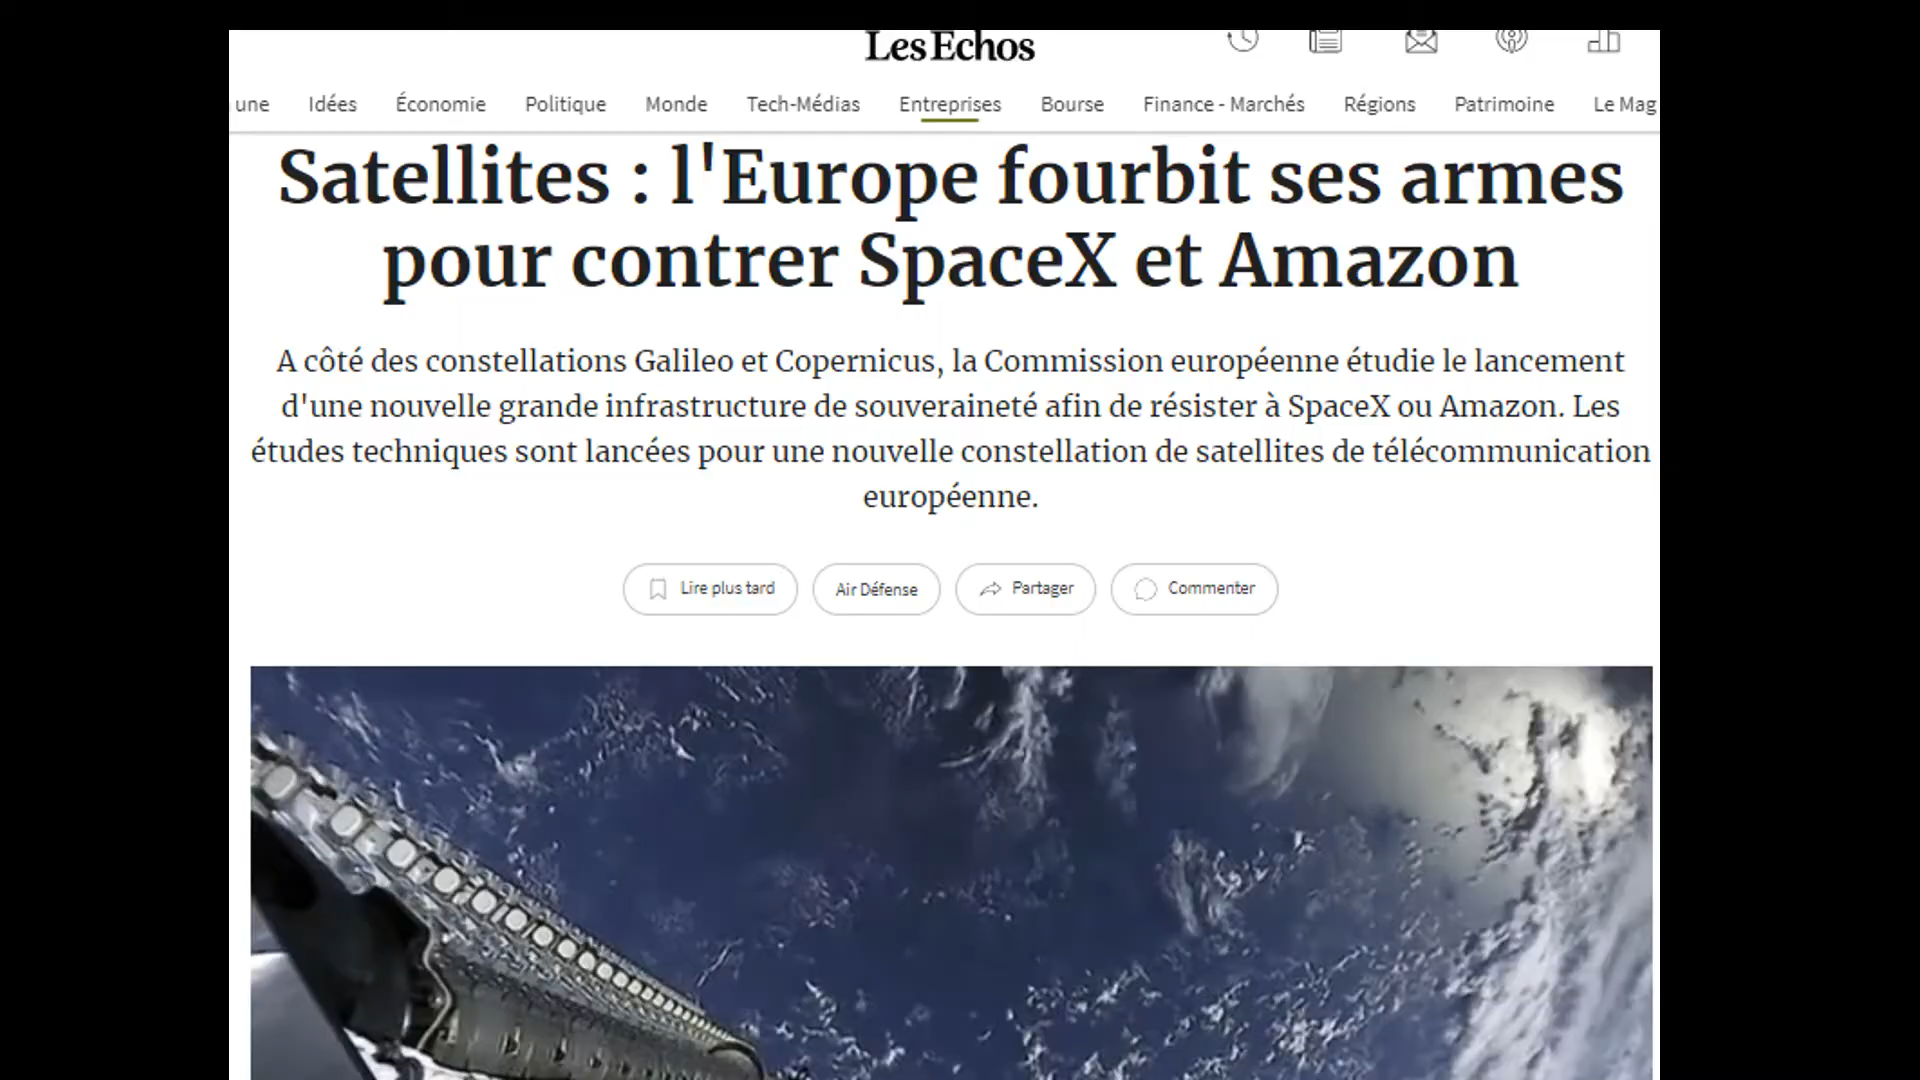 Les Echos
une Idées Économie Politique Monde Tech-Médias Entreprises Bourse Finance - Marchés Régions Patrimoine Le Mag
Satellites : l'Europe fourbit ses armes
pour contrer SpaceX et Amazon
A côté des constellations Galileo et Copernicus, la Commission européenne étudie le lancement
d'une nouvelle grande infrastructure de souveraineté afin de résister à SpaceX ou Amazon. Les
études techniques sont lancées pour une nouvelle constellation de satellites de télécommunication
européenne.
Lire plus tard Air Défense Partager Commenter